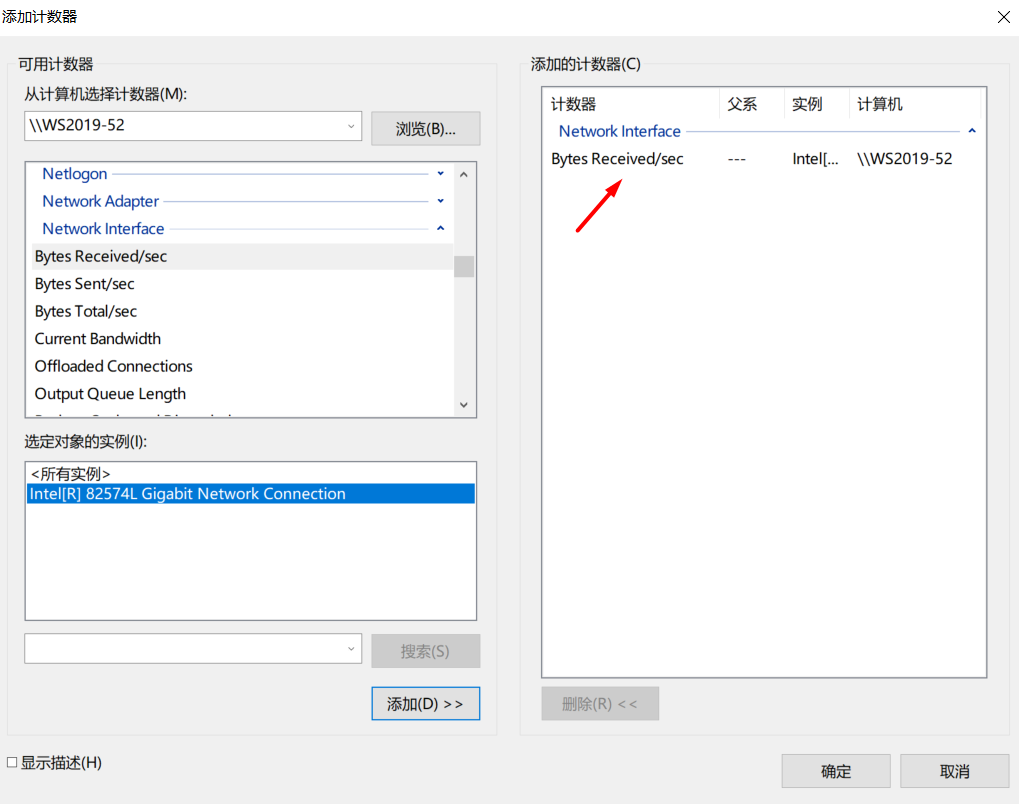 添加计数器
可用计数器
从计算机选择计数器(M):
\\WS2019-52
浏览(B)...
Netlogon
Network Adapter
Network Interface
Bytes Received/sec
Bytes Sent/sec
Bytes Total/sec
Current Bandwidth
Offloaded Connections
Output Queue Length
选定对象的实例(I):
<所有实例>
Intel[R] 82574L Gigabit Network Connection
搜索(S)
添加(D) >>
显示描述(H)
添加的计数器(C)
计数器 父系 实例 计算机
Network Interface
Bytes Received/sec --- Intel[... \\WS2019-52
删除(R) <<
确定 取消